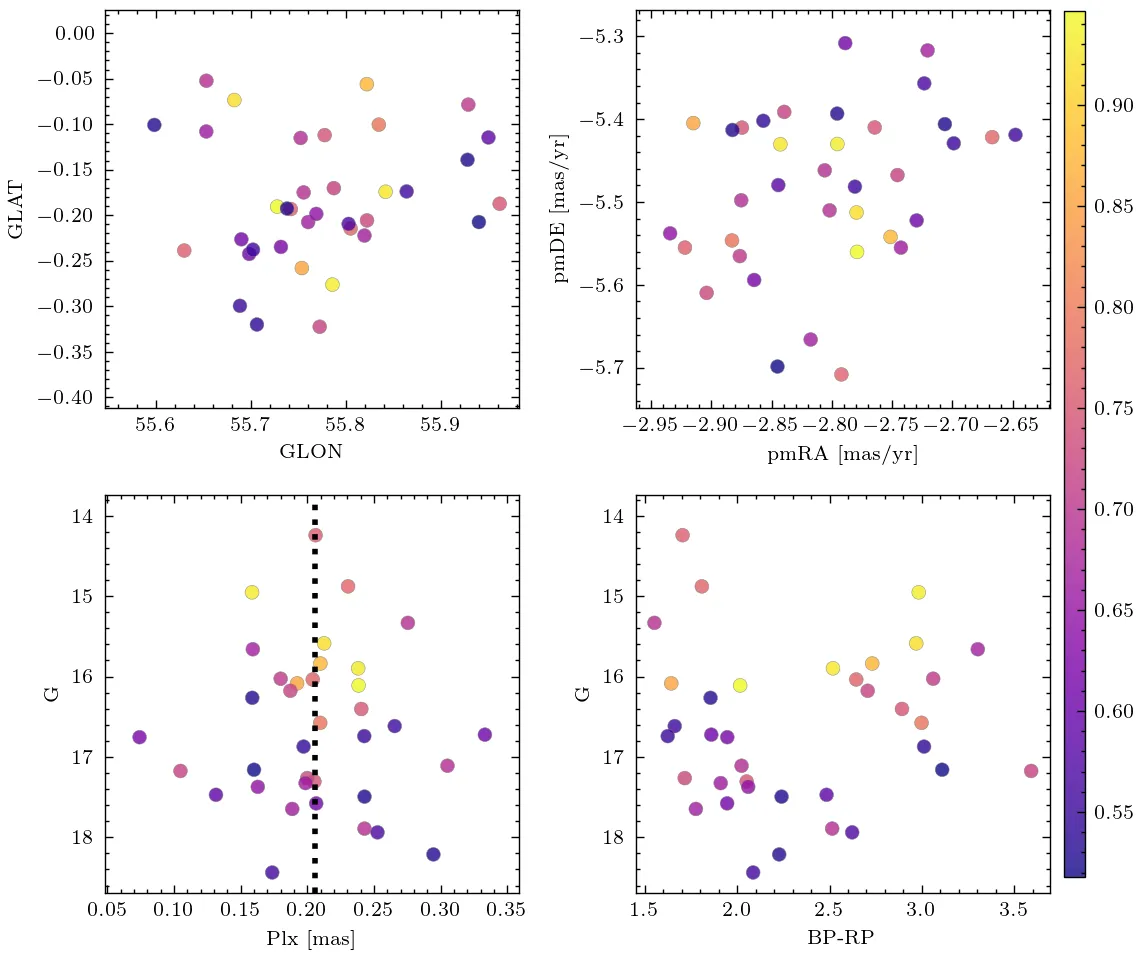 0.00
−0.05
−0.10
−0.15
−0.20
−0.25
−0.30
−0.35
−0.40
GLAT
55.6 55.7 55.8 55.9
GLON
−5.3
−5.4
−5.5
−5.6
−5.7
pmDE [mas/yr]
−2.95 −2.90 −2.85 −2.80 −2.75 −2.70 −2.65
pmRA [mas/yr]
14
15
16
17
18
G
0.05 0.10 0.15 0.20 0.25 0.30 0.35
Plx [mas]
14
15
16
17
18
G
1.5 2.0 2.5 3.0 3.5
BP-RP
0.90
0.85
0.80
0.75
0.70
0.65
0.60
0.55